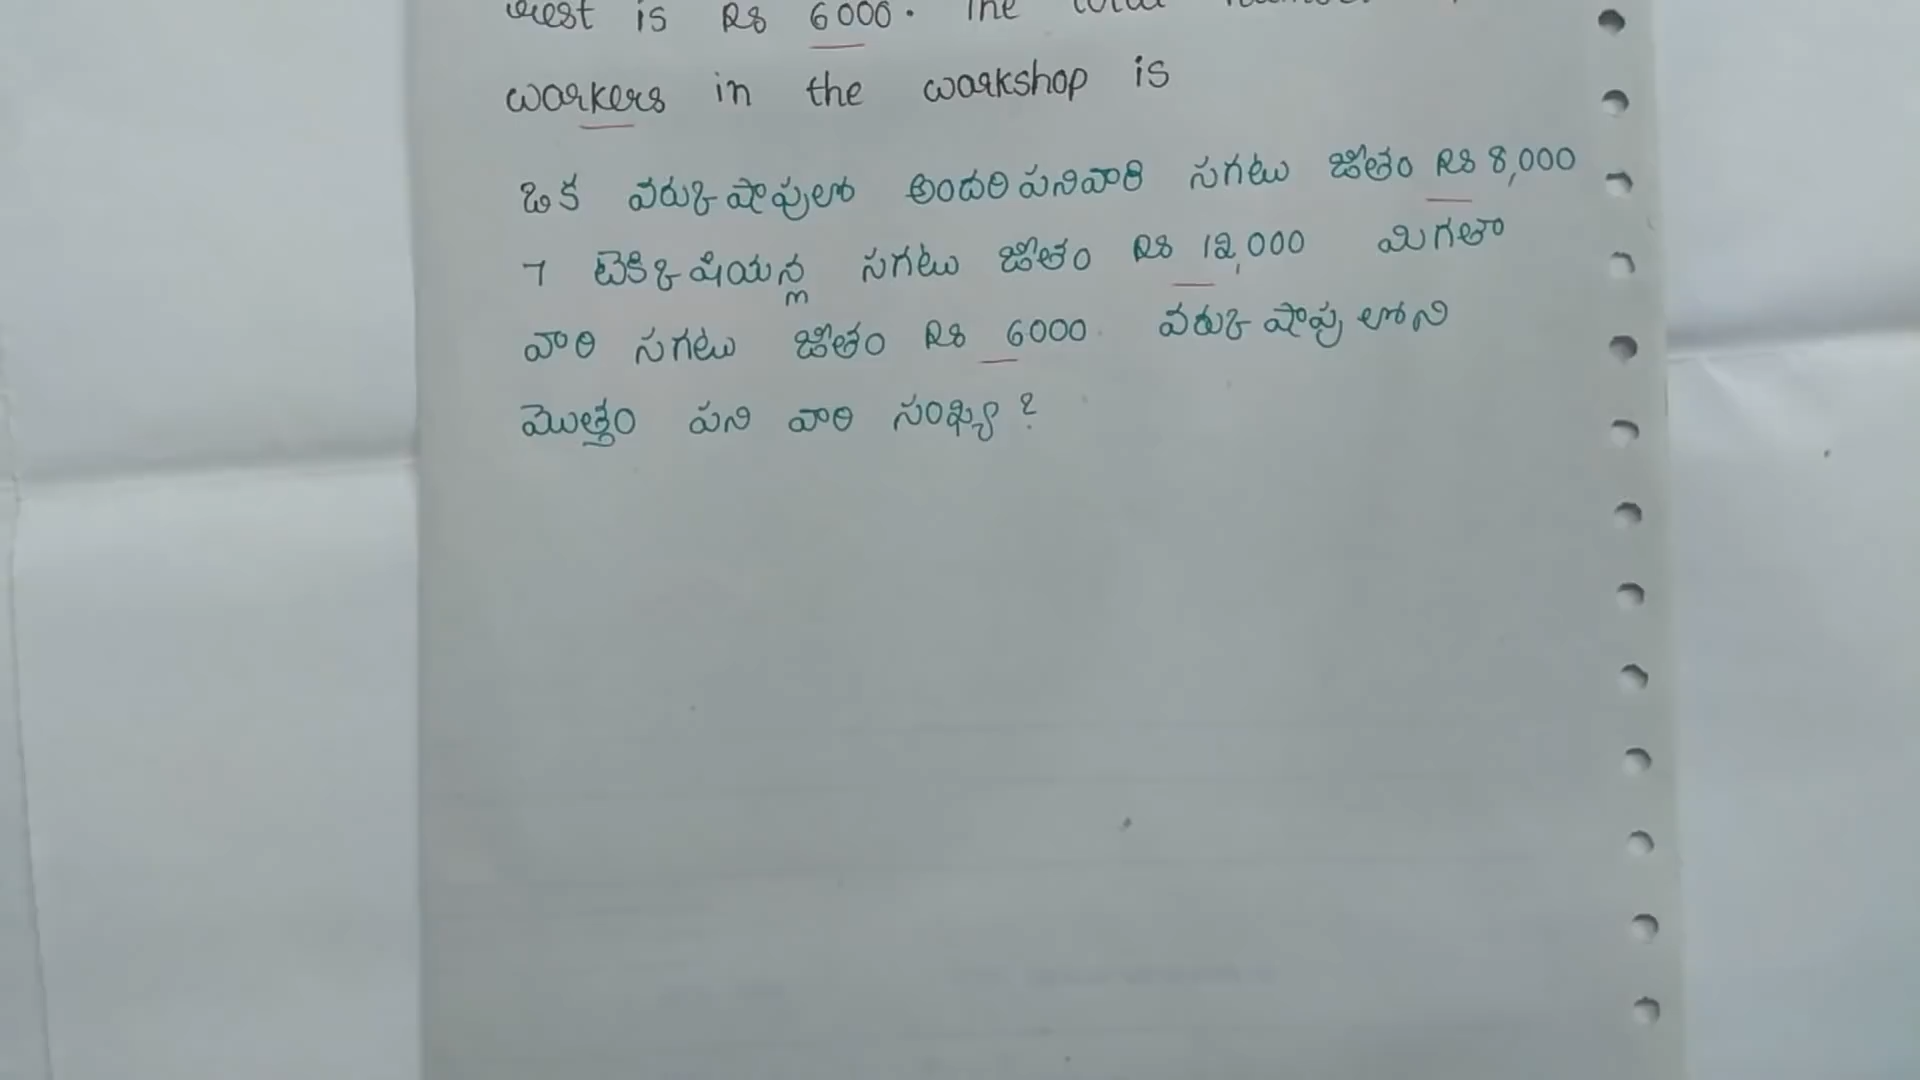 rest is Rs 6000. The total
workers in the workshop is
ఒక వర్క్ షాపులో అందరి పనివారి సగటు జీతం Rs 8,000
7 టెక్నీషియన్ల సగటు జీతం Rs 12,000 మిగతా
వారి సగటు జీతం Rs 6000 వర్క్ షాపు లోని
మొత్తం పని వారి సంఖ్య ?